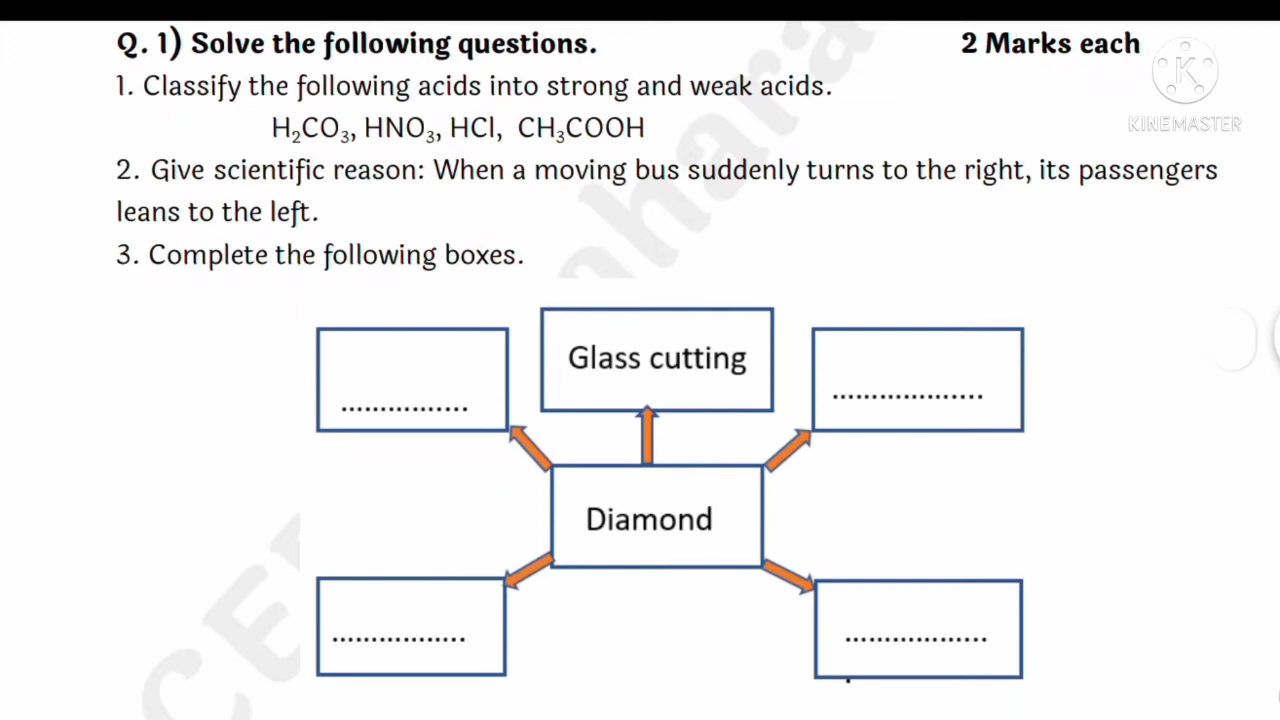 Q. 1) Solve the following questions. 2 Marks each
KINEMASTER
1. Classify the following acids into strong and weak acids.
H₂CO₃, HNO₃, HCl, CH₃COOH
2. Give scientific reason: When a moving bus suddenly turns to the right, its passengers
leans to the left.
3. Complete the following boxes.
Glass cutting
................
...................
Diamond
.................
..................